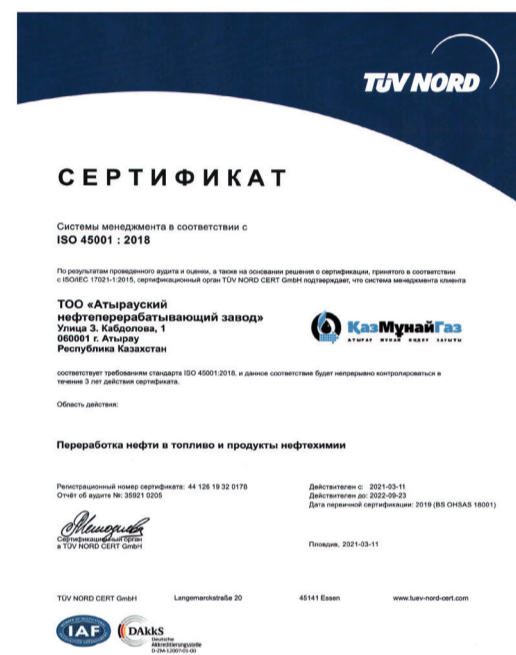 TÜV NORD
СЕРТИФИКАТ
Системы менеджмента в соответствии с
ISO 45001 : 2018
По результатам проведенного аудита и оценки, а также на основании решения о сертификации, принятого в соответствии
с ISO/IEC 17021-1:2015, сертификационный орган TÜV NORD CERT GmbH подтверждает, что система менеджмента клиента
ТОО «Атырауский
нефтеперерабатывающий завод»
Улица З. Кабдолова, 1
060001 г. Атырау
Республика Казахстан
КазМұнайГаз
АТЫРАУ МҰНАЙ ӨҢДЕУ ЗАУЫТЫ
соответствует требованиям стандарта ISO 45001:2018, и данное соответствие будет непрерывно контролироваться в
течение 3 лет действия сертификата.
Область действия:
Переработка нефти в топливо и продукты нефтехимии
Регистрационный номер сертификата: 44 126 19 32 0178
Отчёт об аудите №: 35921 0205
Действителен с: 2021-03-11
Действителен до: 2022-09-23
Дата первичной сертификации: 2019 (BS OHSAS 18001)
Сертификационный орган
в TÜV NORD CERT GmbH
Пловдив, 2021-03-11
TÜV NORD CERT GmbH
Langemarckstraße 20
45141 Essen
www.tuev-nord-cert.com
IAF
DAkkS
Deutsche
Akkreditierungsstelle
D-ZM-12007-01-00